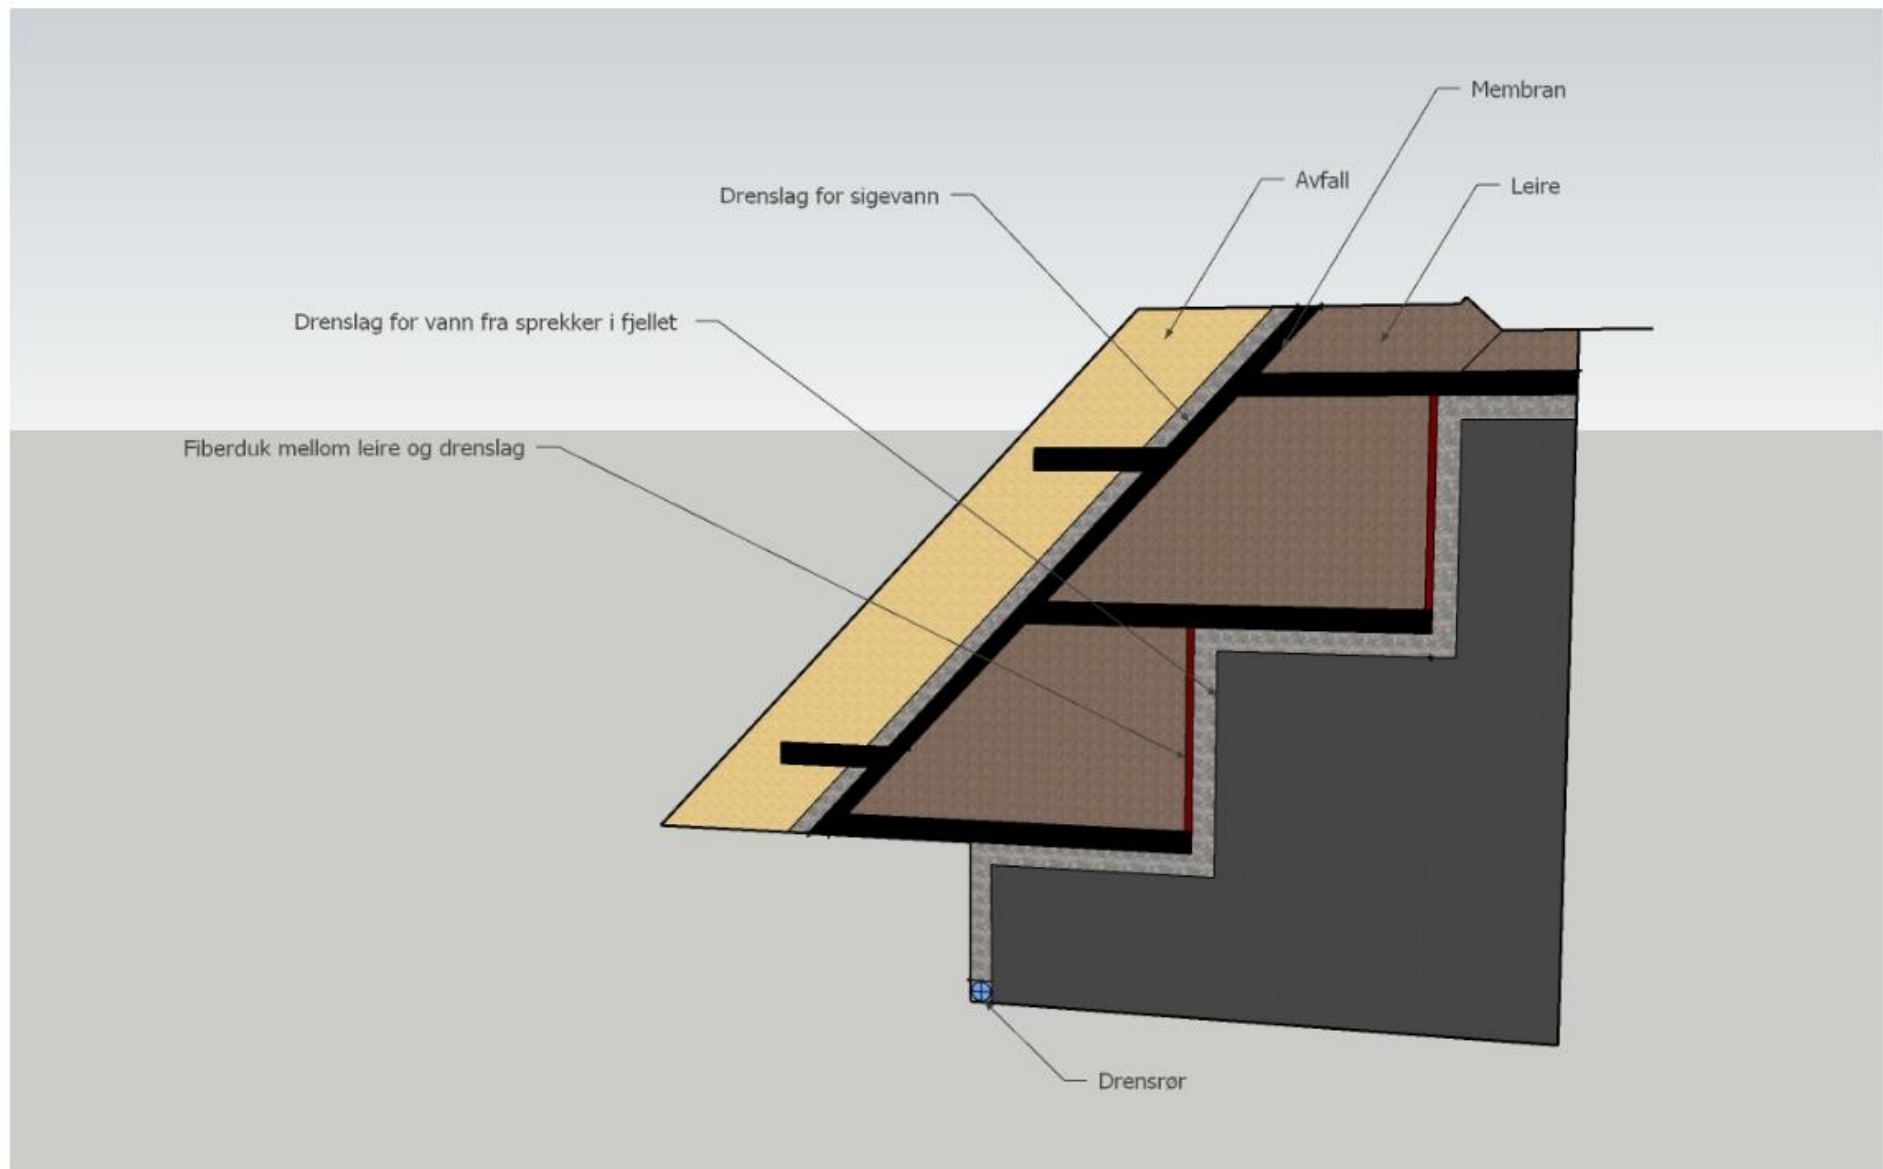 Membran
Avfall
Leire
Drenslag for sigevann
Drenslag for vann fra sprekker i fjellet
Fiberduk mellom leire og drenslag
Drensrør